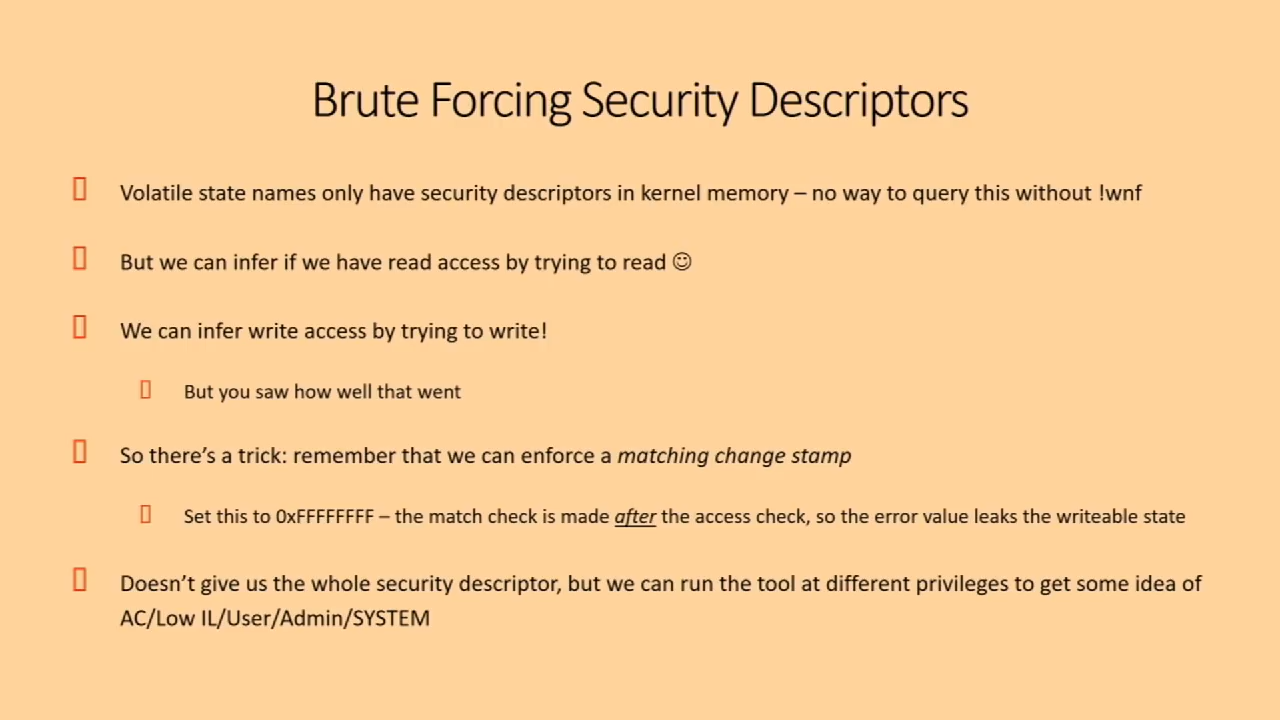 Brute Forcing Security Descriptors
Volatile state names only have security descriptors in kernel memory – no way to query this without !wnf
But we can infer if we have read access by trying to read ☺
We can infer write access by trying to write!
But you saw how well that went
So there’s a trick: remember that we can enforce a matching change stamp
Set this to 0xFFFFFFFF – the match check is made after the access check, so the error value leaks the writeable state
Doesn’t give us the whole security descriptor, but we can run the tool at different privileges to get some idea of
AC/Low IL/User/Admin/SYSTEM